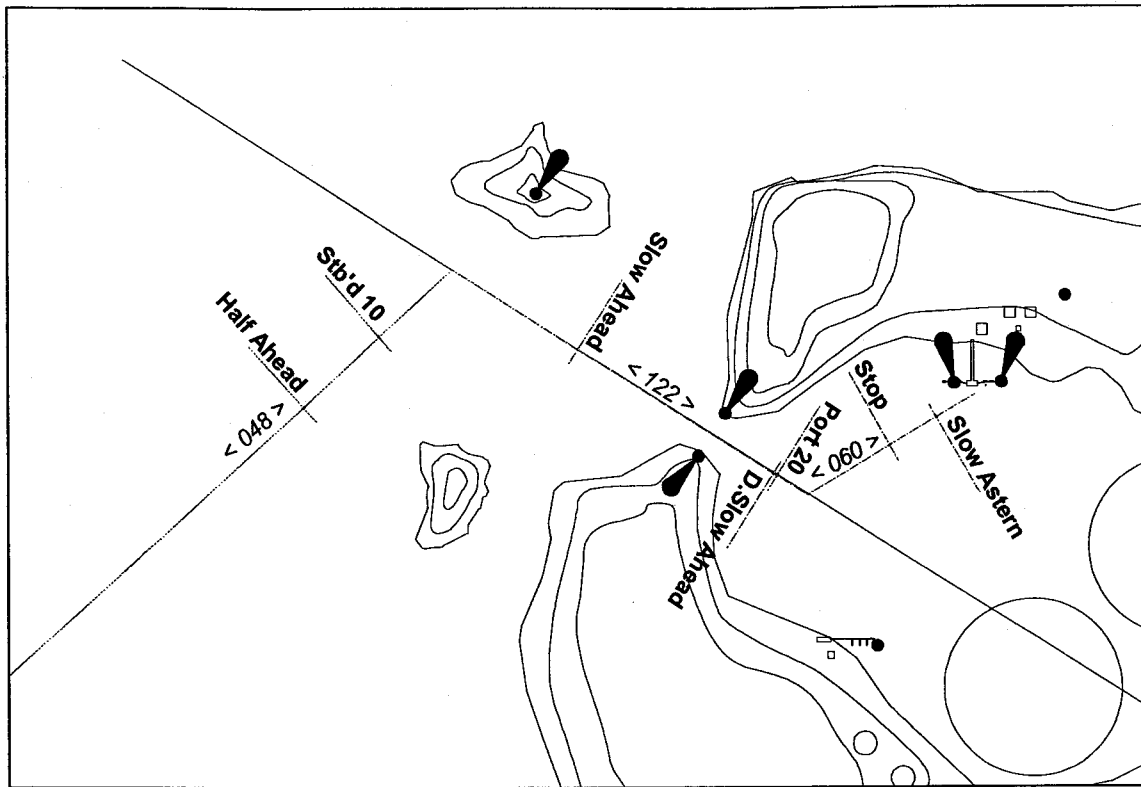 Half Ahead
< 048 >
Stb'd 10
Slow Ahead
< 122 >
D.Slow Ahead
Port 20
< 060 >
Stop
Slow Astern